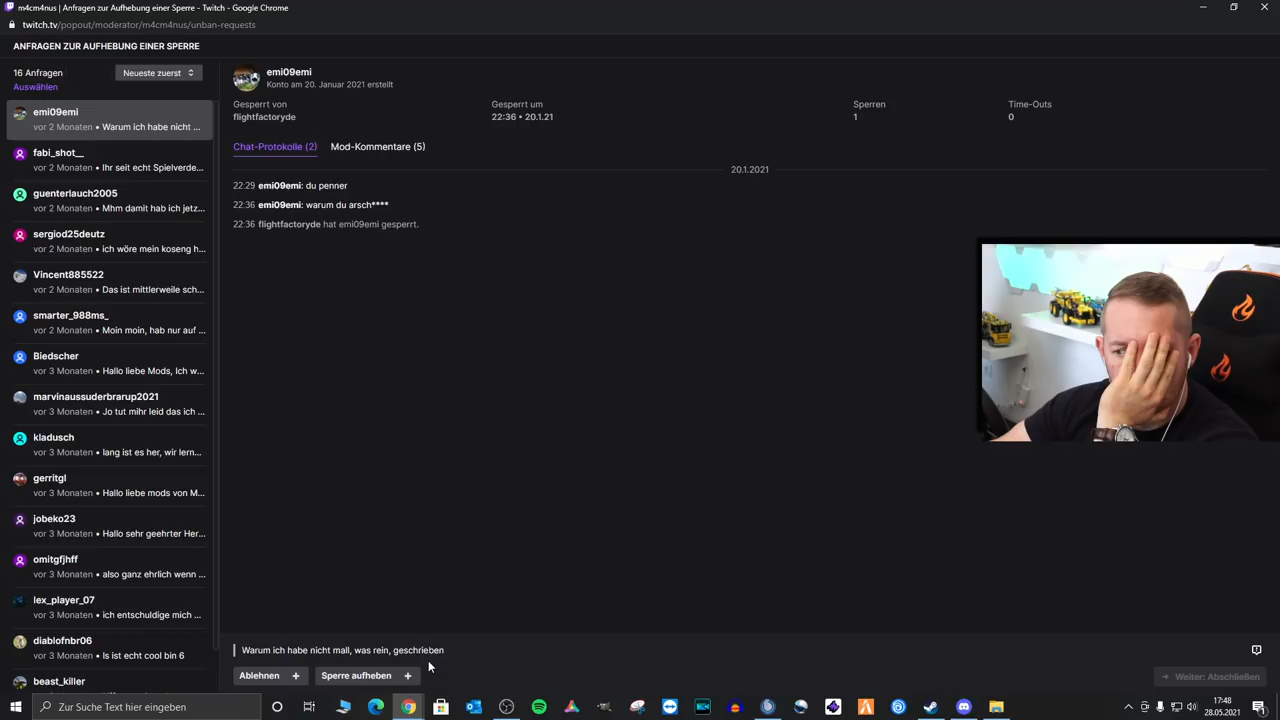 m4cm4nus | Anfragen zur Aufhebung einer Sperre - Twitch - Google Chrome
twitch.tv/popout/moderator/m4cm4nus/unban-requests
ANFRAGEN ZUR AUFHEBUNG EINER SPERRE
16 Anfragen
Neueste zuerst
Auswählen
emi09emi
vor 2 Monaten • Warum ich habe nicht ...
fabi_shot__
vor 2 Monaten • Ihr seit echt Spielverde...
guenterlauch2005
vor 2 Monaten • Mhm damit hab ich jetz...
sergiod25deutz
vor 2 Monaten • ich wöre mein koseng h...
Vincent885522
vor 2 Monaten • Das ist mittlerweile sch...
smarter_988ms_
vor 2 Monaten • Moin moin, hab nur auf ...
Biedscher
vor 3 Monaten • Hallo liebe Mods, Ich w...
marvinaussuderbrarup2021
vor 3 Monaten • Jo tut mihr leid das ich ...
kladusch
vor 3 Monaten • lang ist es her, wir lern...
gerritgl
vor 3 Monaten • Hallo liebe mods von M...
jobeko23
vor 3 Monaten • Hallo sehr geehrter Her...
omitgfjhff
vor 3 Monaten • also ganz ehrlich wenn ...
lex_player_07
vor 3 Monaten • ich entschuldige mich ...
diablofnbr06
vor 3 Monaten • Is ist echt cool bin 6
beast_killer
emi09emi
Konto am 20. Januar 2021 erstellt
Gesperrt von
flightfactoryde
Gesperrt um
22:36 • 20.1.21
Sperren
1
Time-Outs
0
Chat-Protokolle (2)
Mod-Kommentare (5)
20.1.2021
22:29 emi09emi: du penner
22:36 emi09emi: warum du arsch****
22:36 flightfactoryde hat emi09emi gesperrt.
Warum ich habe nicht mall, was rein, geschrieben
Ablehnen +
Sperre aufheben +
Weiter: Abschließen
Zur Suche Text hier eingeben
17:48
28.05.2021